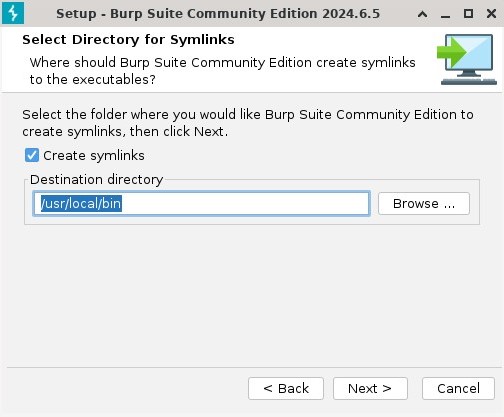 Setup - Burp Suite Community Edition 2024.6.5
Select Directory for Symlinks
Where should Burp Suite Community Edition create symlinks
to the executables?
Select the folder where you would like Burp Suite Community Edition to
create symlinks, then click Next.
Create symlinks
Destination directory
/usr/local/bin
Browse ...
< Back
Next >
Cancel